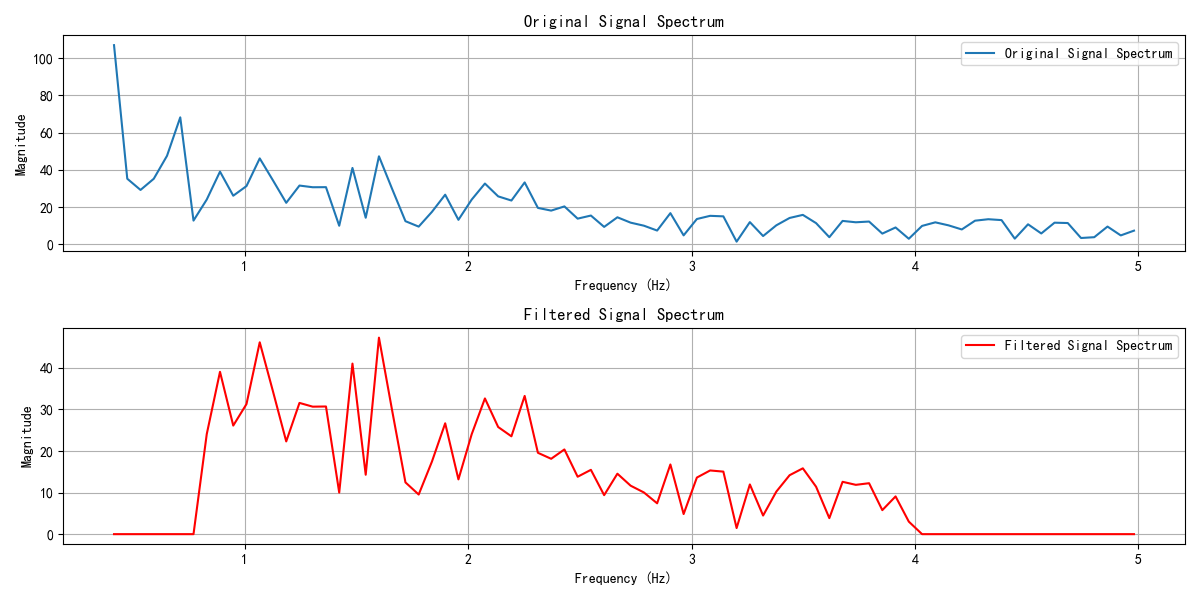 Original Signal Spectrum
Original Signal Spectrum
Magnitude
100
80
60
40
20
0
1 2 3 4 5
Frequency (Hz)
Filtered Signal Spectrum
Filtered Signal Spectrum
Magnitude
40
30
20
10
0
1 2 3 4 5
Frequency (Hz)